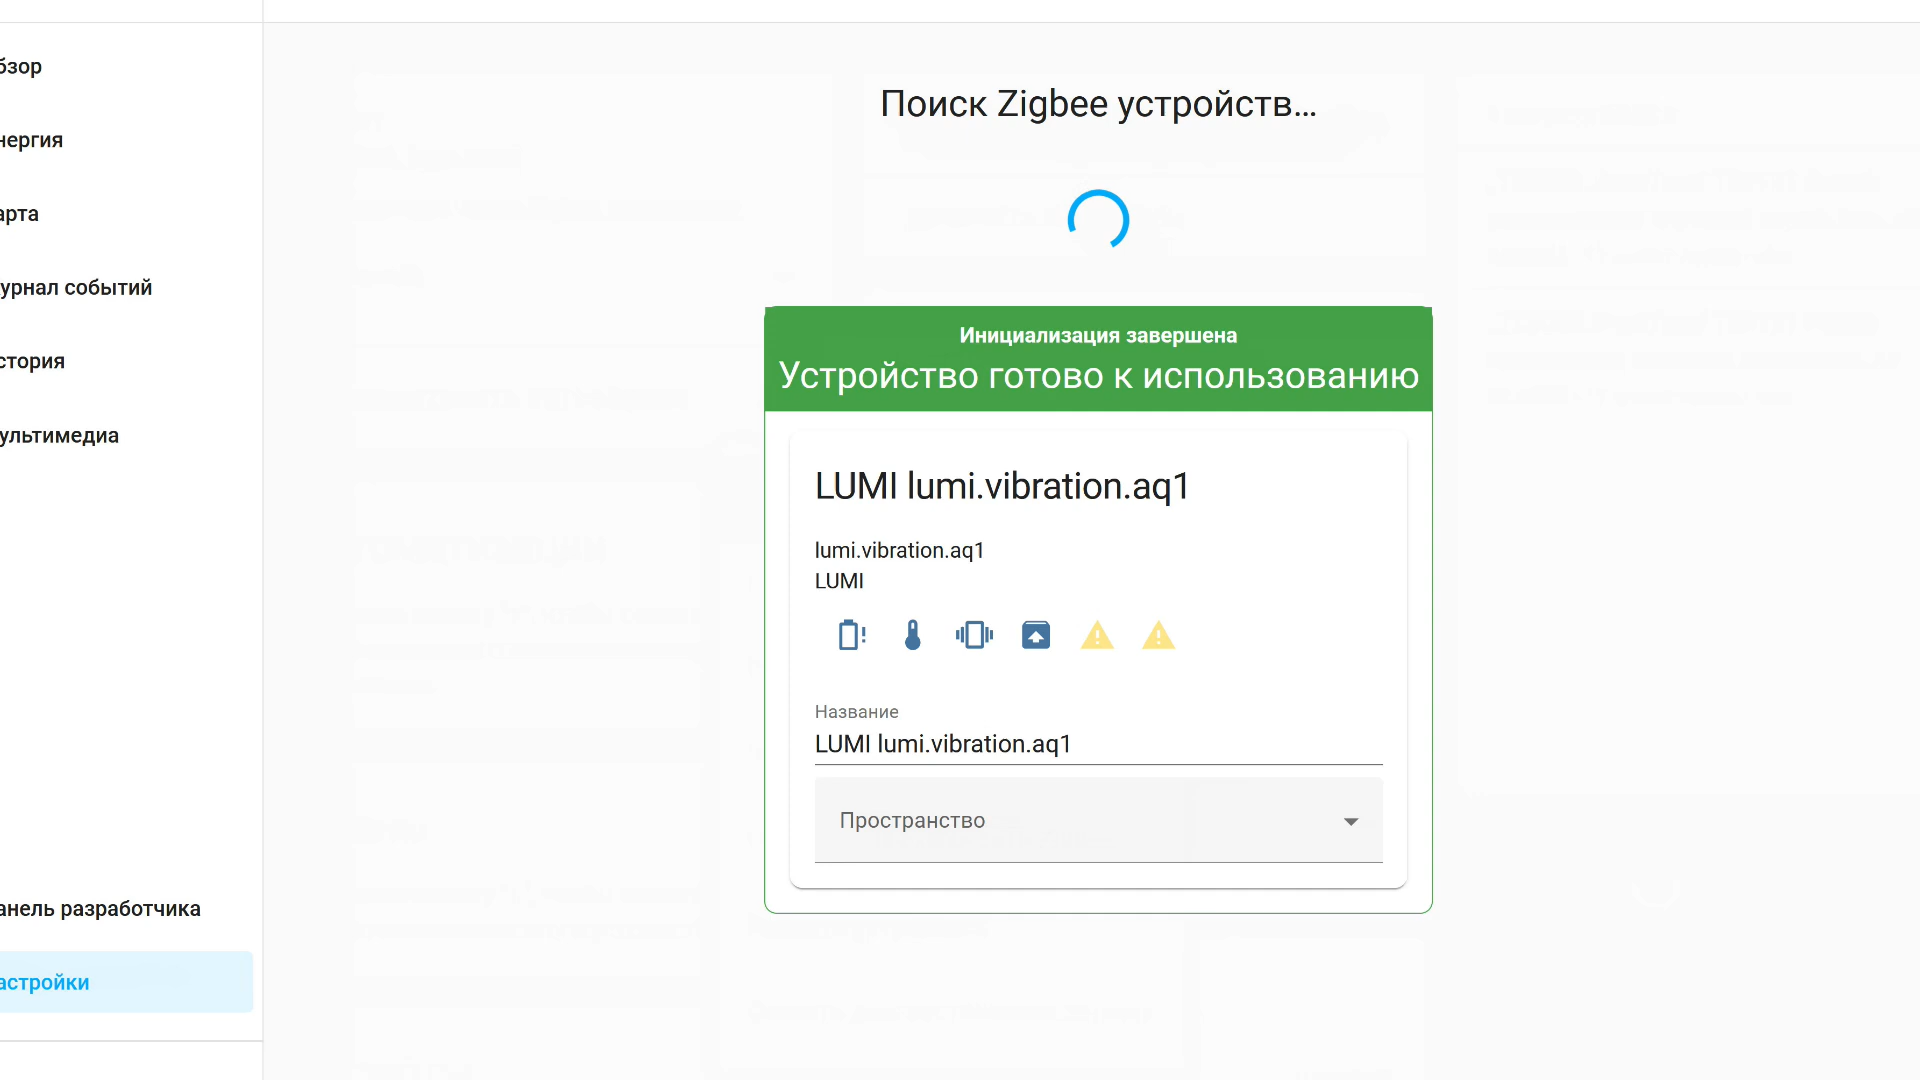 бзор
нергия
арта
урнал событий
стория
ультимедиа
анель разработчика
астройки
Поиск Zigbee устройств...
Инициализация завершена
Устройство готово к использованию
LUMI lumi.vibration.aq1
lumi.vibration.aq1
LUMI
Название
LUMI lumi.vibration.aq1
Пространство